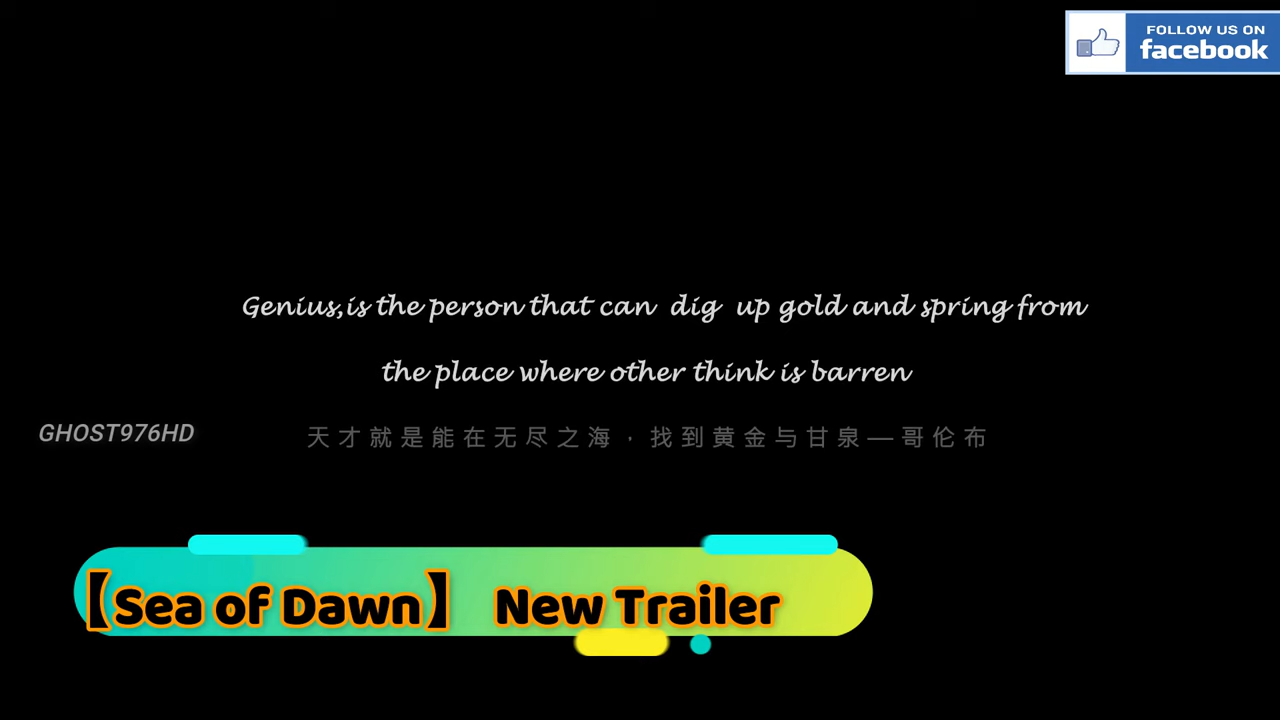 FOLLOW US ON
facebook
Genius,is the person that can dig up gold and spring from
the place where other think is barren
GHOST976HD
天才就是能在无尽之海，找到黄金与甘泉—哥伦布
【Sea of Dawn】 New Trailer